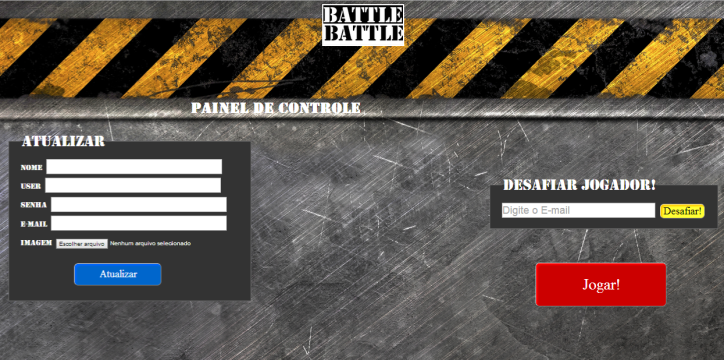 BATTLE
BATTLE
PAINEL DE CONTROLE
ATUALIZAR
NOME
USER
SENHA
E-MAIL
IMAGEM Escolher arquivo Nenhum arquivo selecionado
Atualizar
DESAFIAR JOGADOR!
Digite o E-mail Desafiar!
Jogar!